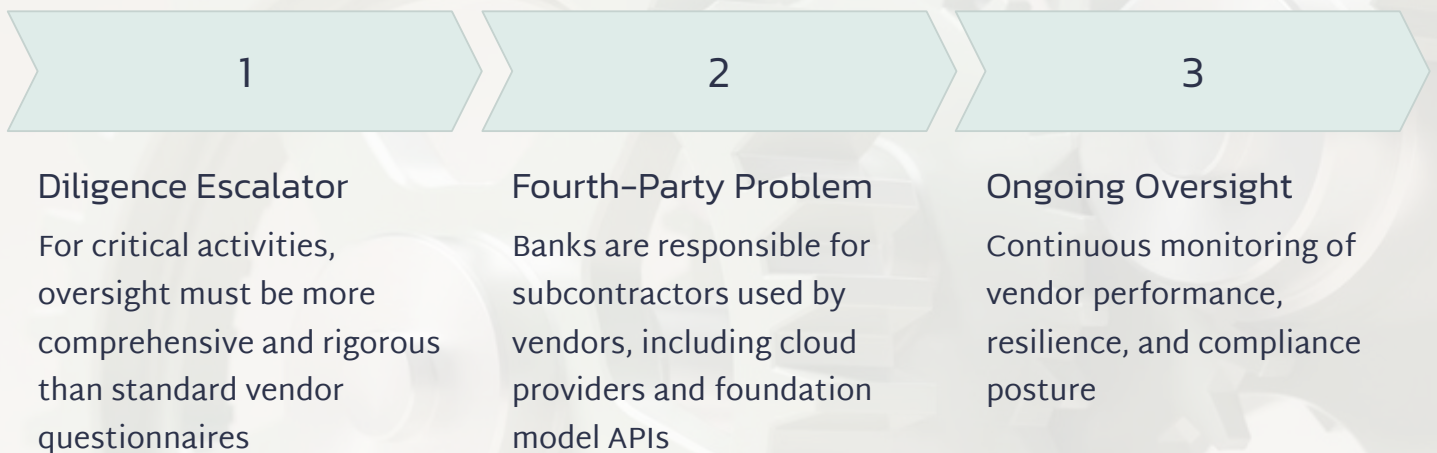 1
2
3
Diligence Escalator
For critical activities,
oversight must be more
comprehensive and rigorous
than standard vendor
questionnaires
Fourth-Party Problem
Banks are responsible for
subcontractors used by
vendors, including cloud
providers and foundation
model APIs
Ongoing Oversight
Continuous monitoring of
vendor performance,
resilience, and compliance
posture